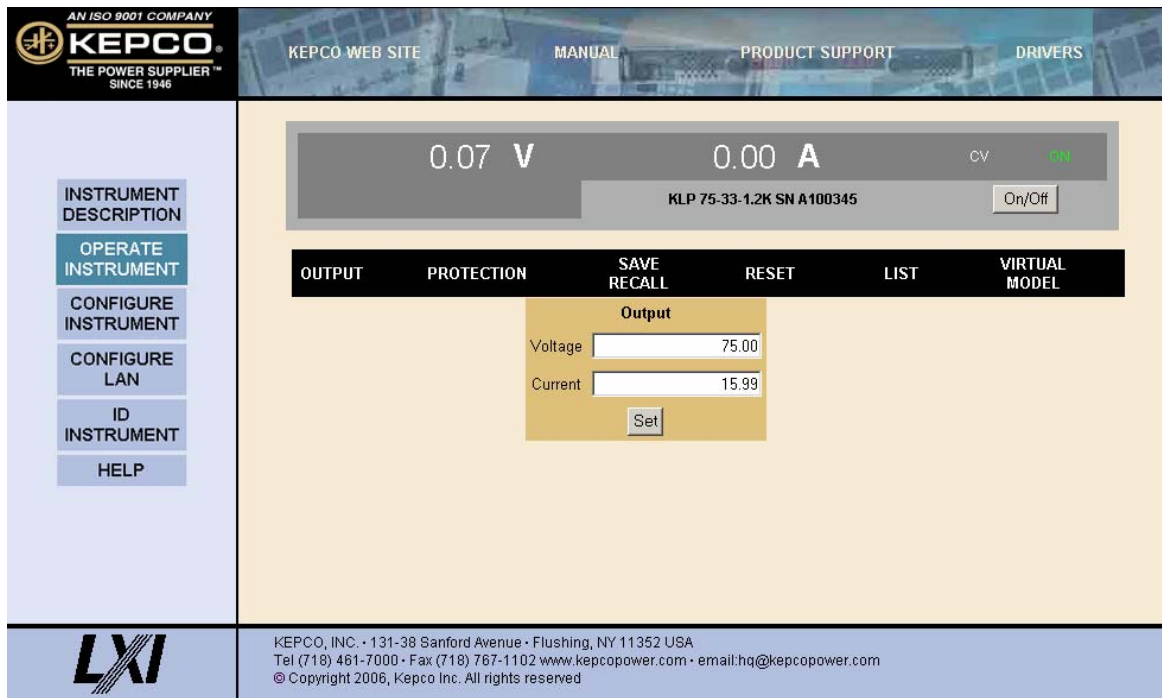 AN ISO 9001 COMPANY
KEPCO®
THE POWER SUPPLIER™
SINCE 1946
KEPCO WEB SITE
MANUAL
PRODUCT SUPPORT
DRIVERS
INSTRUMENT
DESCRIPTION
OPERATE
INSTRUMENT
CONFIGURE
INSTRUMENT
CONFIGURE
LAN
ID
INSTRUMENT
HELP
0.07 V
0.00 A
CV
ON
KLP 75-33-1.2K SN A100345
On/Off
OUTPUT
PROTECTION
SAVE
RECALL
RESET
LIST
VIRTUAL
MODEL
Output
Voltage 75.00
Current 15.99
Set
LXI
KEPCO, INC. • 131-38 Sanford Avenue • Flushing, NY 11352 USA
Tel (718) 461-7000 • Fax (718) 767-1102 www.kepcopower.com • email:hq@kepcopower.com
© Copyright 2006, Kepco Inc. All rights reserved